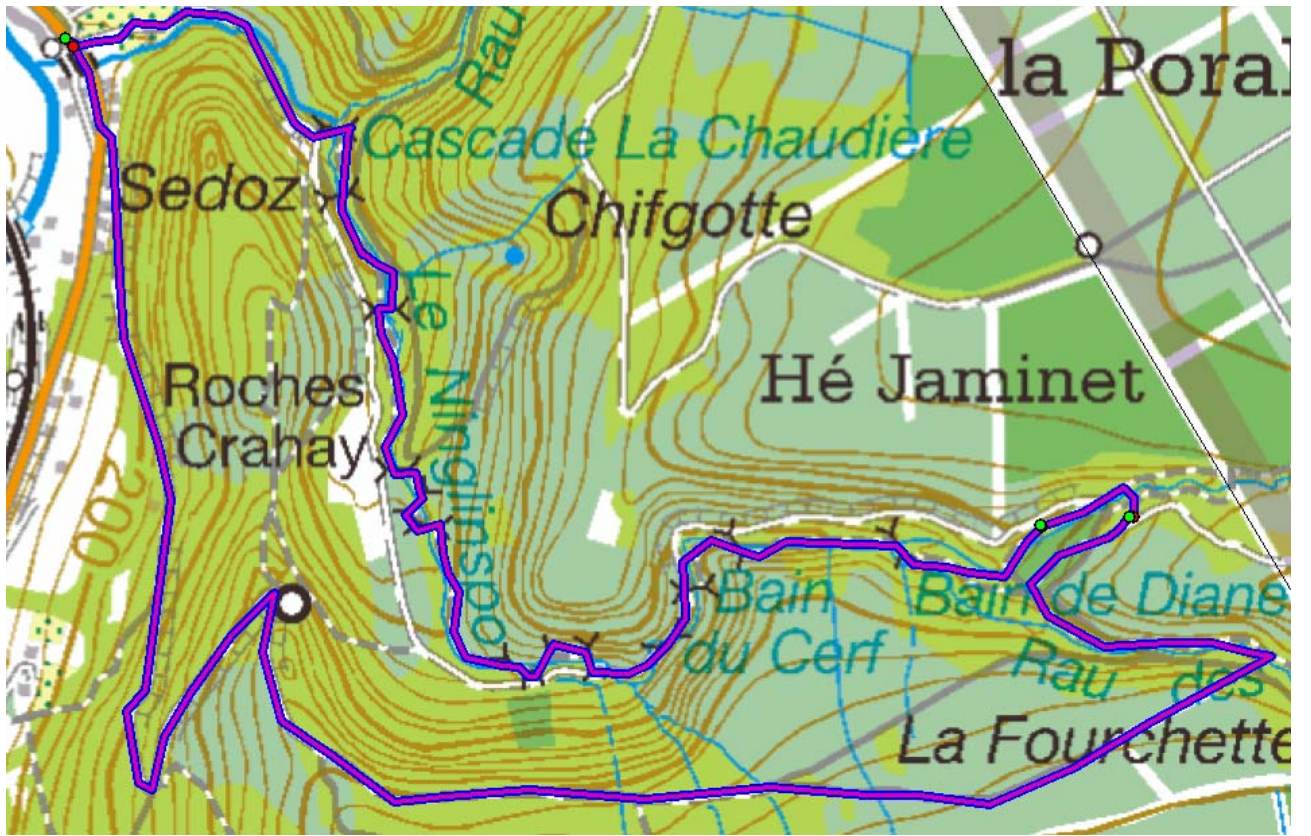 la Poral
Rau
Cascade La Chaudière
Sedoz
Chifgotte
Le Ninglinspo
Hé Jaminet
Roches
Crahay
200
Bain
du Cerf
Bain de Diane
Rau des
La Fourchette